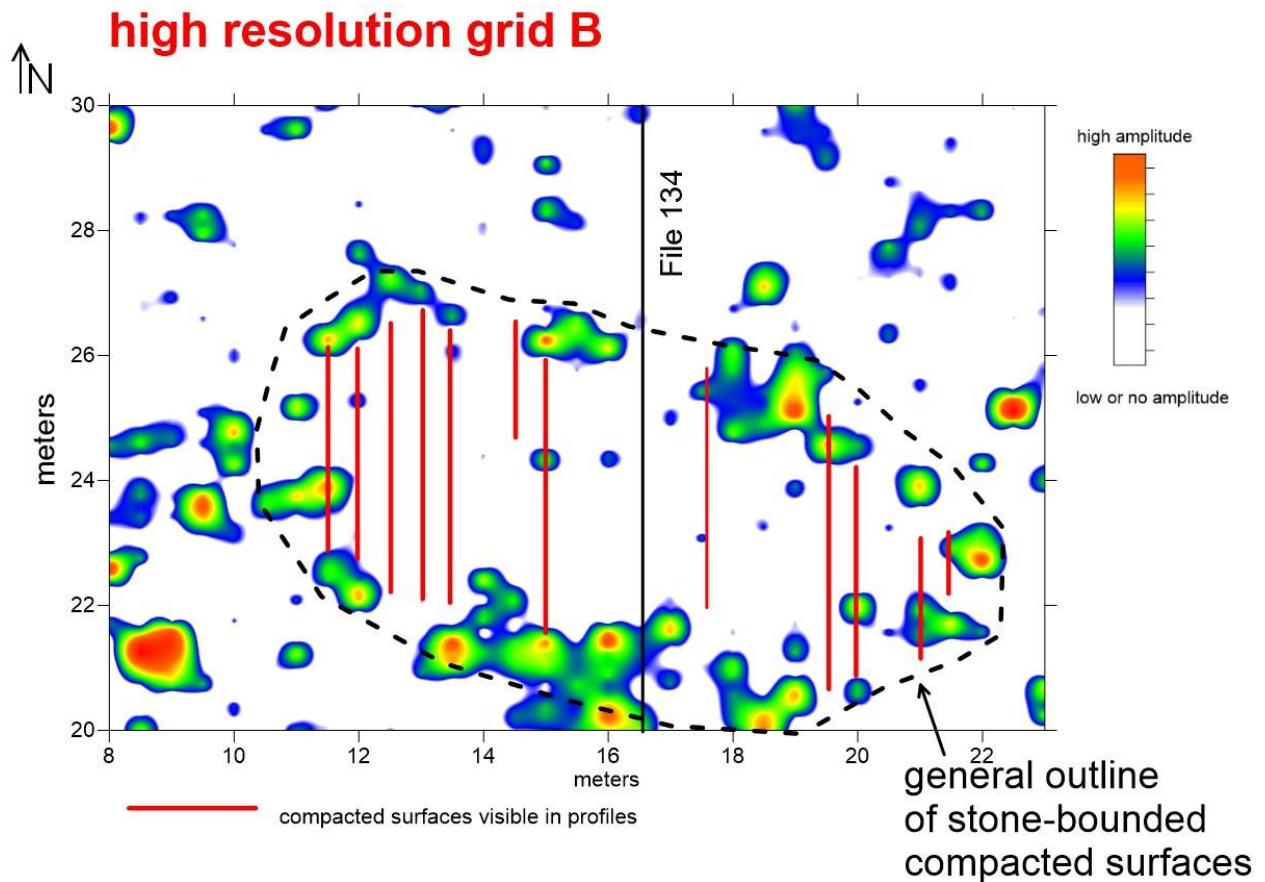 high resolution grid B
N
high amplitude
low or no amplitude
File 134
meters
30
28
26
24
22
20
8 10 12 14 16 18 20 22
meters
compacted surfaces visible in profiles
general outline
of stone-bounded
compacted surfaces